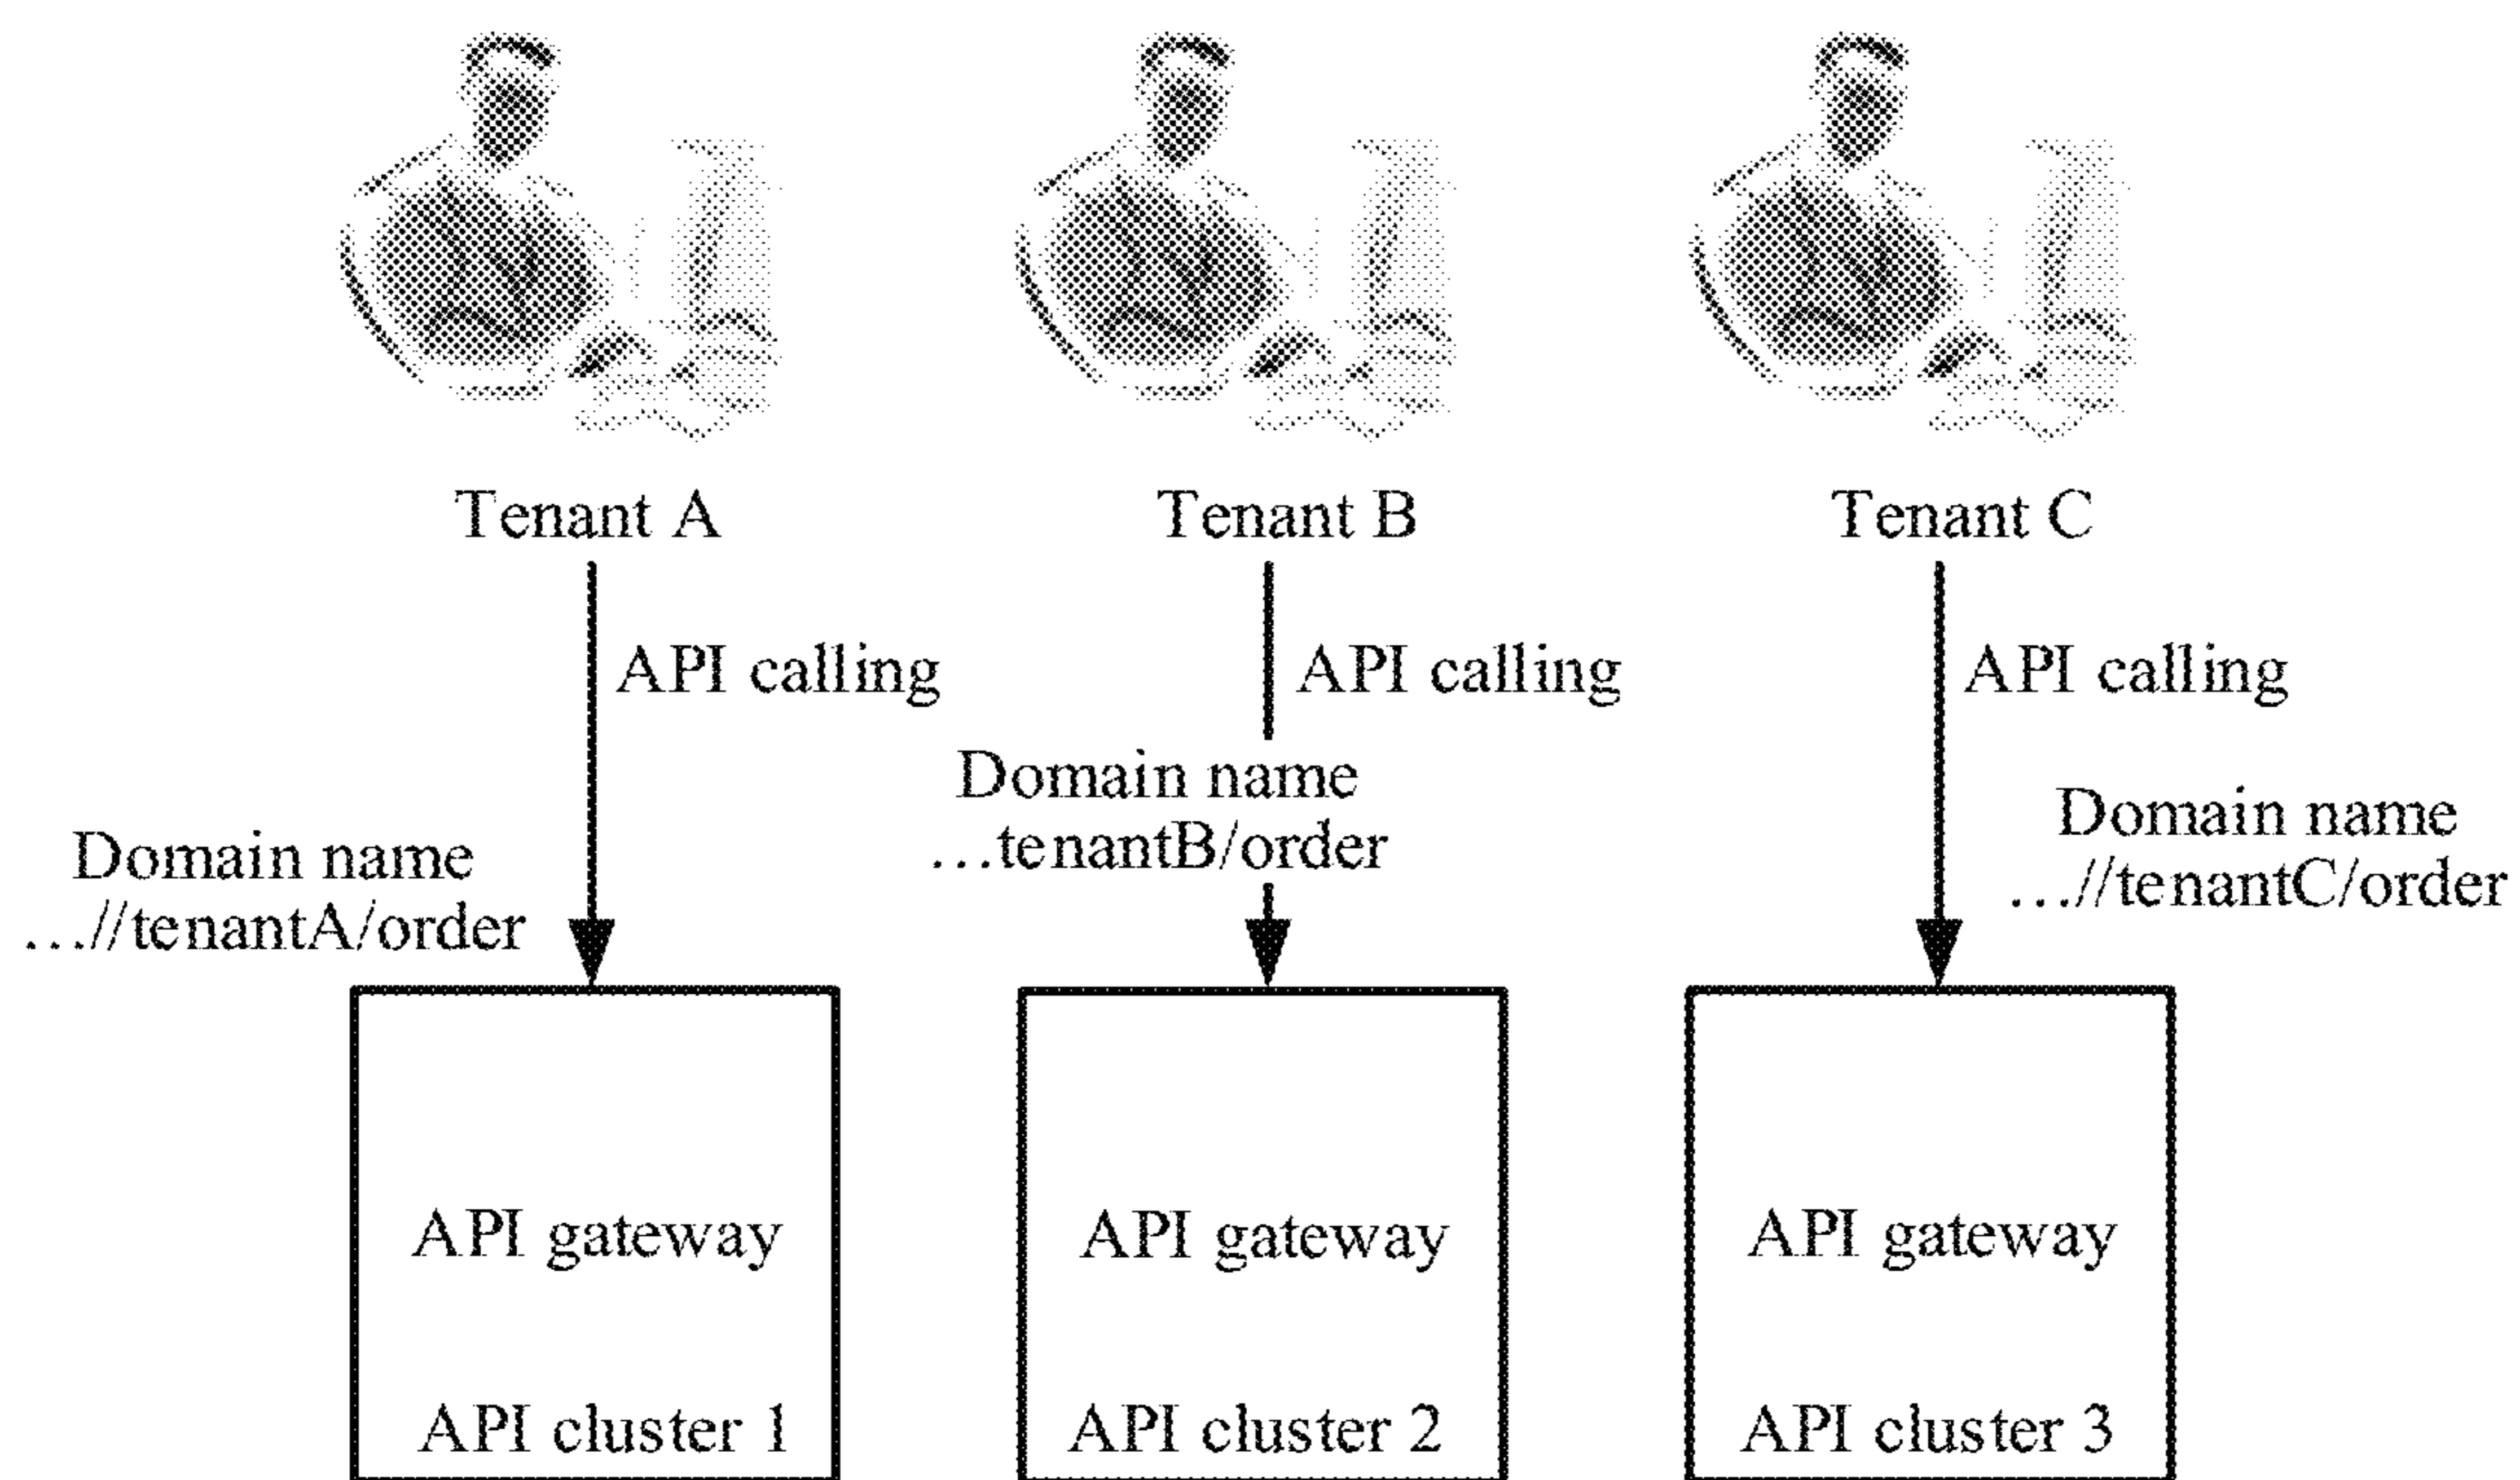 Tenant A
Tenant B
Tenant C
API calling
API calling
API calling
Domain name
…//tenantA/order
Domain name
…tenantB/order
Domain name
…//tenantC/order
API gateway
API gateway
API gateway
API cluster 1
API cluster 2
API cluster 3